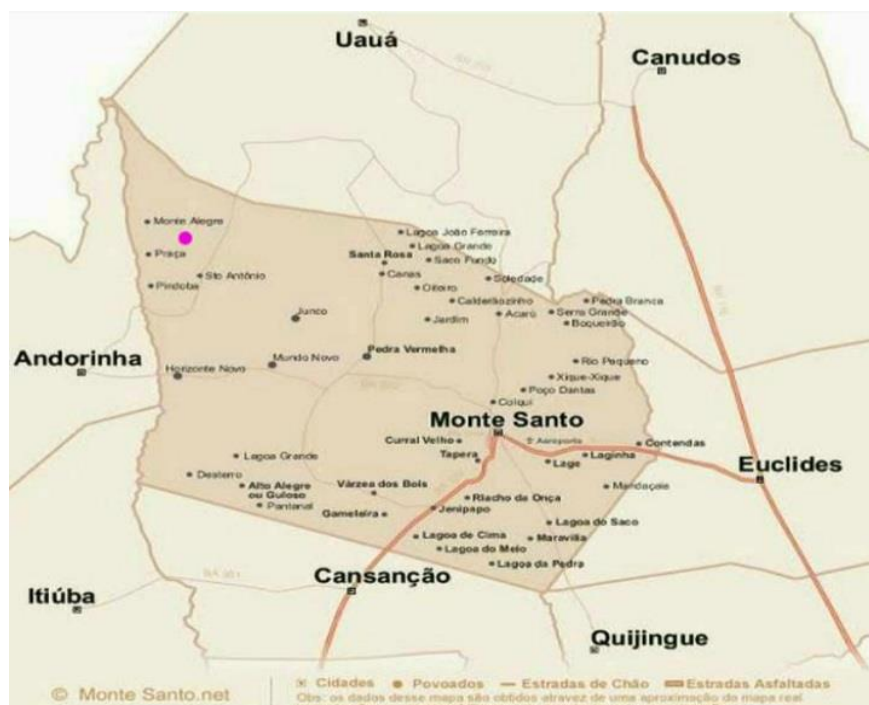 Uauá
Canudos
Monte Alegre
Lagoa João Ferreira
Lagoa Grande
Praça
Santa Rosa
Saco Fundo
Sto Antônio
Canas
Soledade
Pindoba
Oiteiro
Calderãozinho
Pedra Branca
Junco
Jardim
Acarú
Serra Grande
Boqueirão
Andorinha
Pedra Vermelha
Mundo Novo
Horizonte Novo
Rio Pequeno
Xique-Xique
Poço Dantas
Monte Santo
Curral Velho
Aeroporto
Contendas
Lagoa Grande
Tapera
Lage
Laginha
Euclides
Desterro
Alto Alegre
ou Guloso
Várzea dos Bois
Mandaçaia
Pantanal
Riacho da Onça
Gameleira
Jenipapo
Lagoa do Saco
Lagoa de Cima
Maravilia
Lagoa do Meio
Lagoa da Pedra
Cansanção
Itiúba
Quijingue
Cidades Povoados Estradas de Chão Estradas Asfaltadas
© Monte Santo.net
Obs: os dados desse mapa são obtidos atravez de uma aproximação do mapa real.